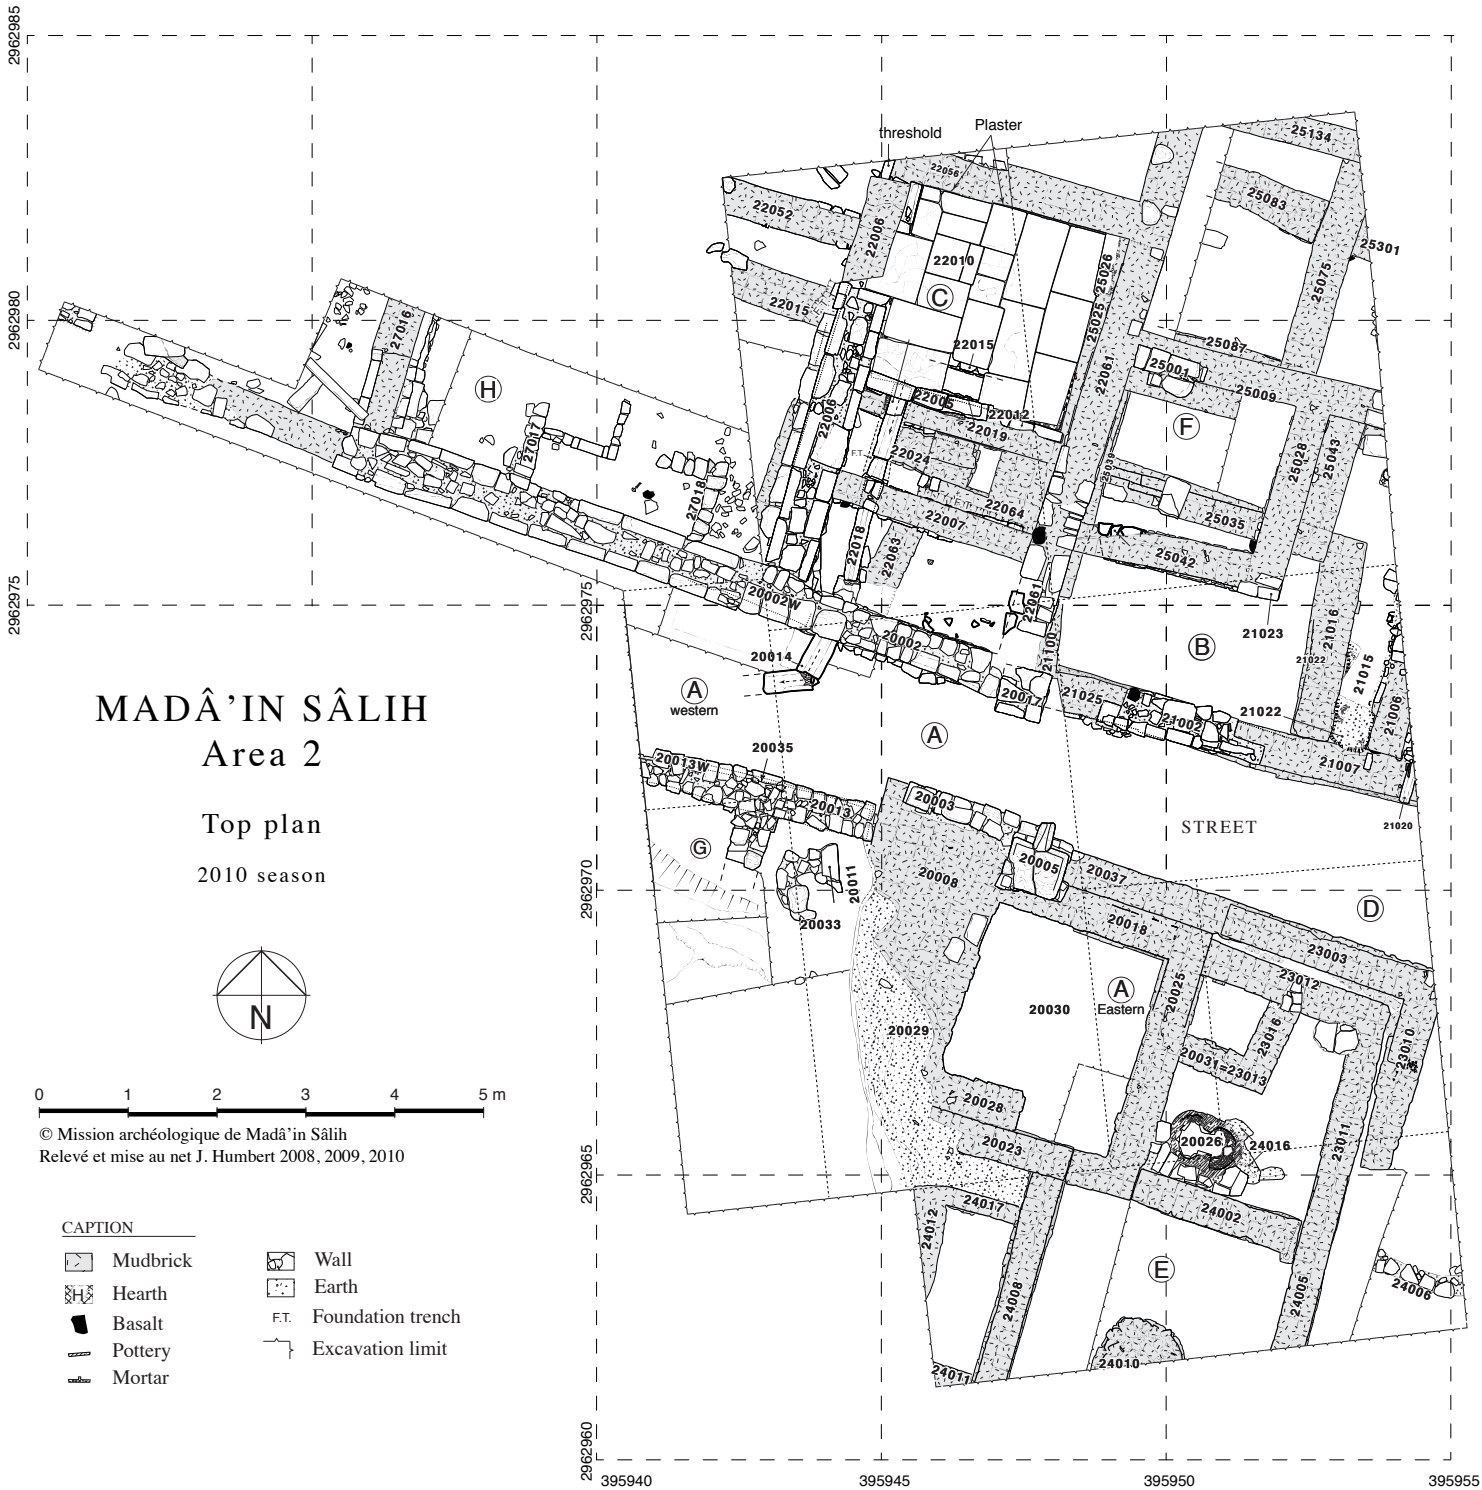 2962985
threshold
Plaster
25134
22056
25083
22052
22006
25301
22010
C
25026
25075
22015
25025
2962980
27016
22015
25087
22061
25001
25009
H
22005
22012
22006
F
22019
27017
F.T.
22024
25039
25028
25043
27018
22064
F.T.
22007
25035
22018
22063
25042
2962975
2962975
20002W
22061
21023
20002
21016
B
20014
21100
21022
21015
A
western
20017
21025
21006
MADÂ’IN SÂLIH
21002
21022
Area 2
A
20035
20013W
21007
20003
20013
STREET
21020
Top plan
G
20005
2010 season
20011
20008
20037
2962970
D
20033
20018
23003
23012
A
Eastern
20025
N
20030
20029
23016
23010
20031=23013
0 1 2 3 4 5 m
20028
© Mission archéologique de Madâ’in Sâlih
20026
24016
23011
20023
Relevé et mise au net J. Humbert 2008, 2009, 2010
2962965
24017
24002
24012
CAPTION
Mudbrick
Wall
E
Earth
Hearth
H
24008
24005
24006
Basalt
F.T.
Foundation trench
Pottery
Excavation limit
Mortar
24010
24011
2962960
395940
395945
395950
395955